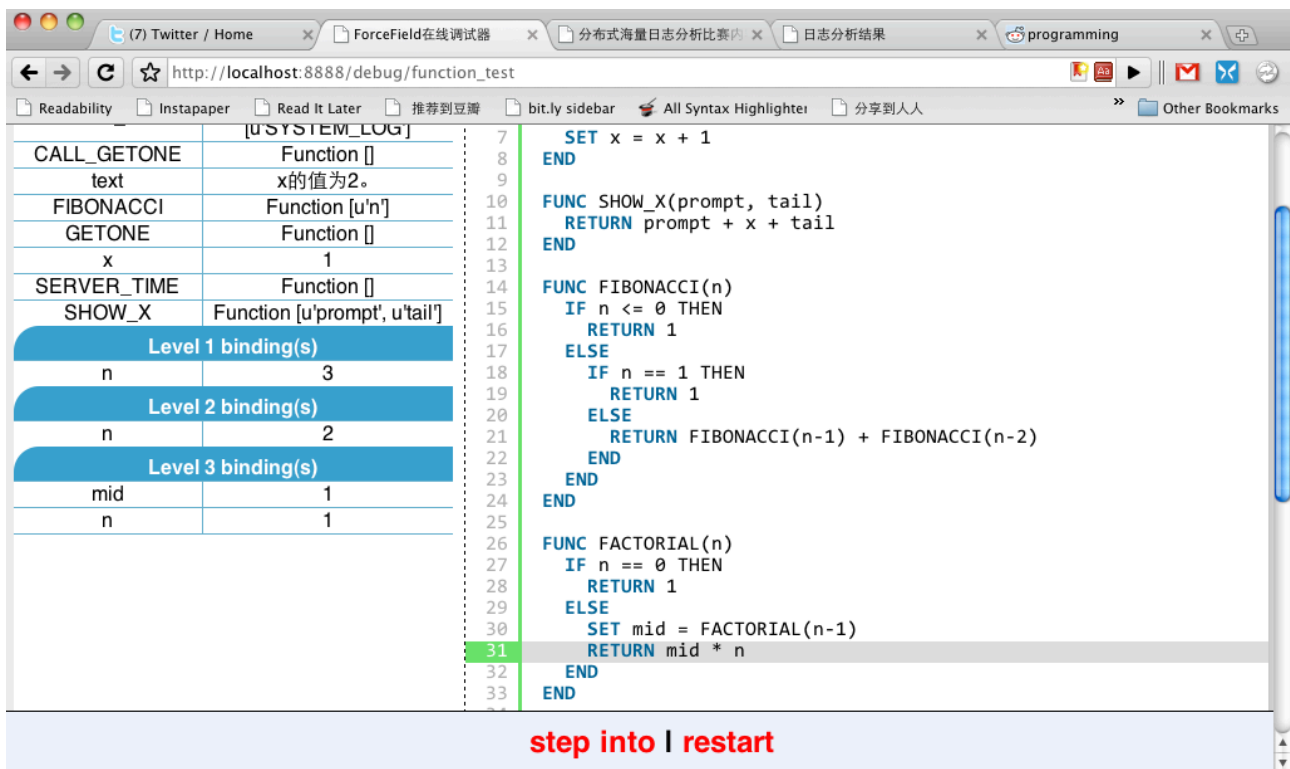 (7) Twitter / Home
ForceField在线调试器
分布式海量日志分析比赛内
日志分析结果
programming
http://localhost:8888/debug/function_test
Readability
Instapaper
Read It Later
推荐到豆瓣
bit.ly sidebar
All Syntax Highlighter
分享到人人
»
Other Bookmarks
[u'SYSTEM_LOG']
CALL_GETONE Function []
text x的值为2。
FIBONACCI Function [u'n']
GETONE Function []
x 1
SERVER_TIME Function []
SHOW_X Function [u'prompt', u'tail']
Level 1 binding(s)
n 3
Level 2 binding(s)
n 2
Level 3 binding(s)
mid 1
n 1
7 SET x = x + 1
8 END
9
10 FUNC SHOW_X(prompt, tail)
11 RETURN prompt + x + tail
12 END
13
14 FUNC FIBONACCI(n)
15 IF n <= 0 THEN
16 RETURN 1
17 ELSE
18 IF n == 1 THEN
19 RETURN 1
20 ELSE
21 RETURN FIBONACCI(n-1) + FIBONACCI(n-2)
22 END
23 END
24 END
25
26 FUNC FACTORIAL(n)
27 IF n == 0 THEN
28 RETURN 1
29 ELSE
30 SET mid = FACTORIAL(n-1)
31 RETURN mid * n
32 END
33 END
step into | restart